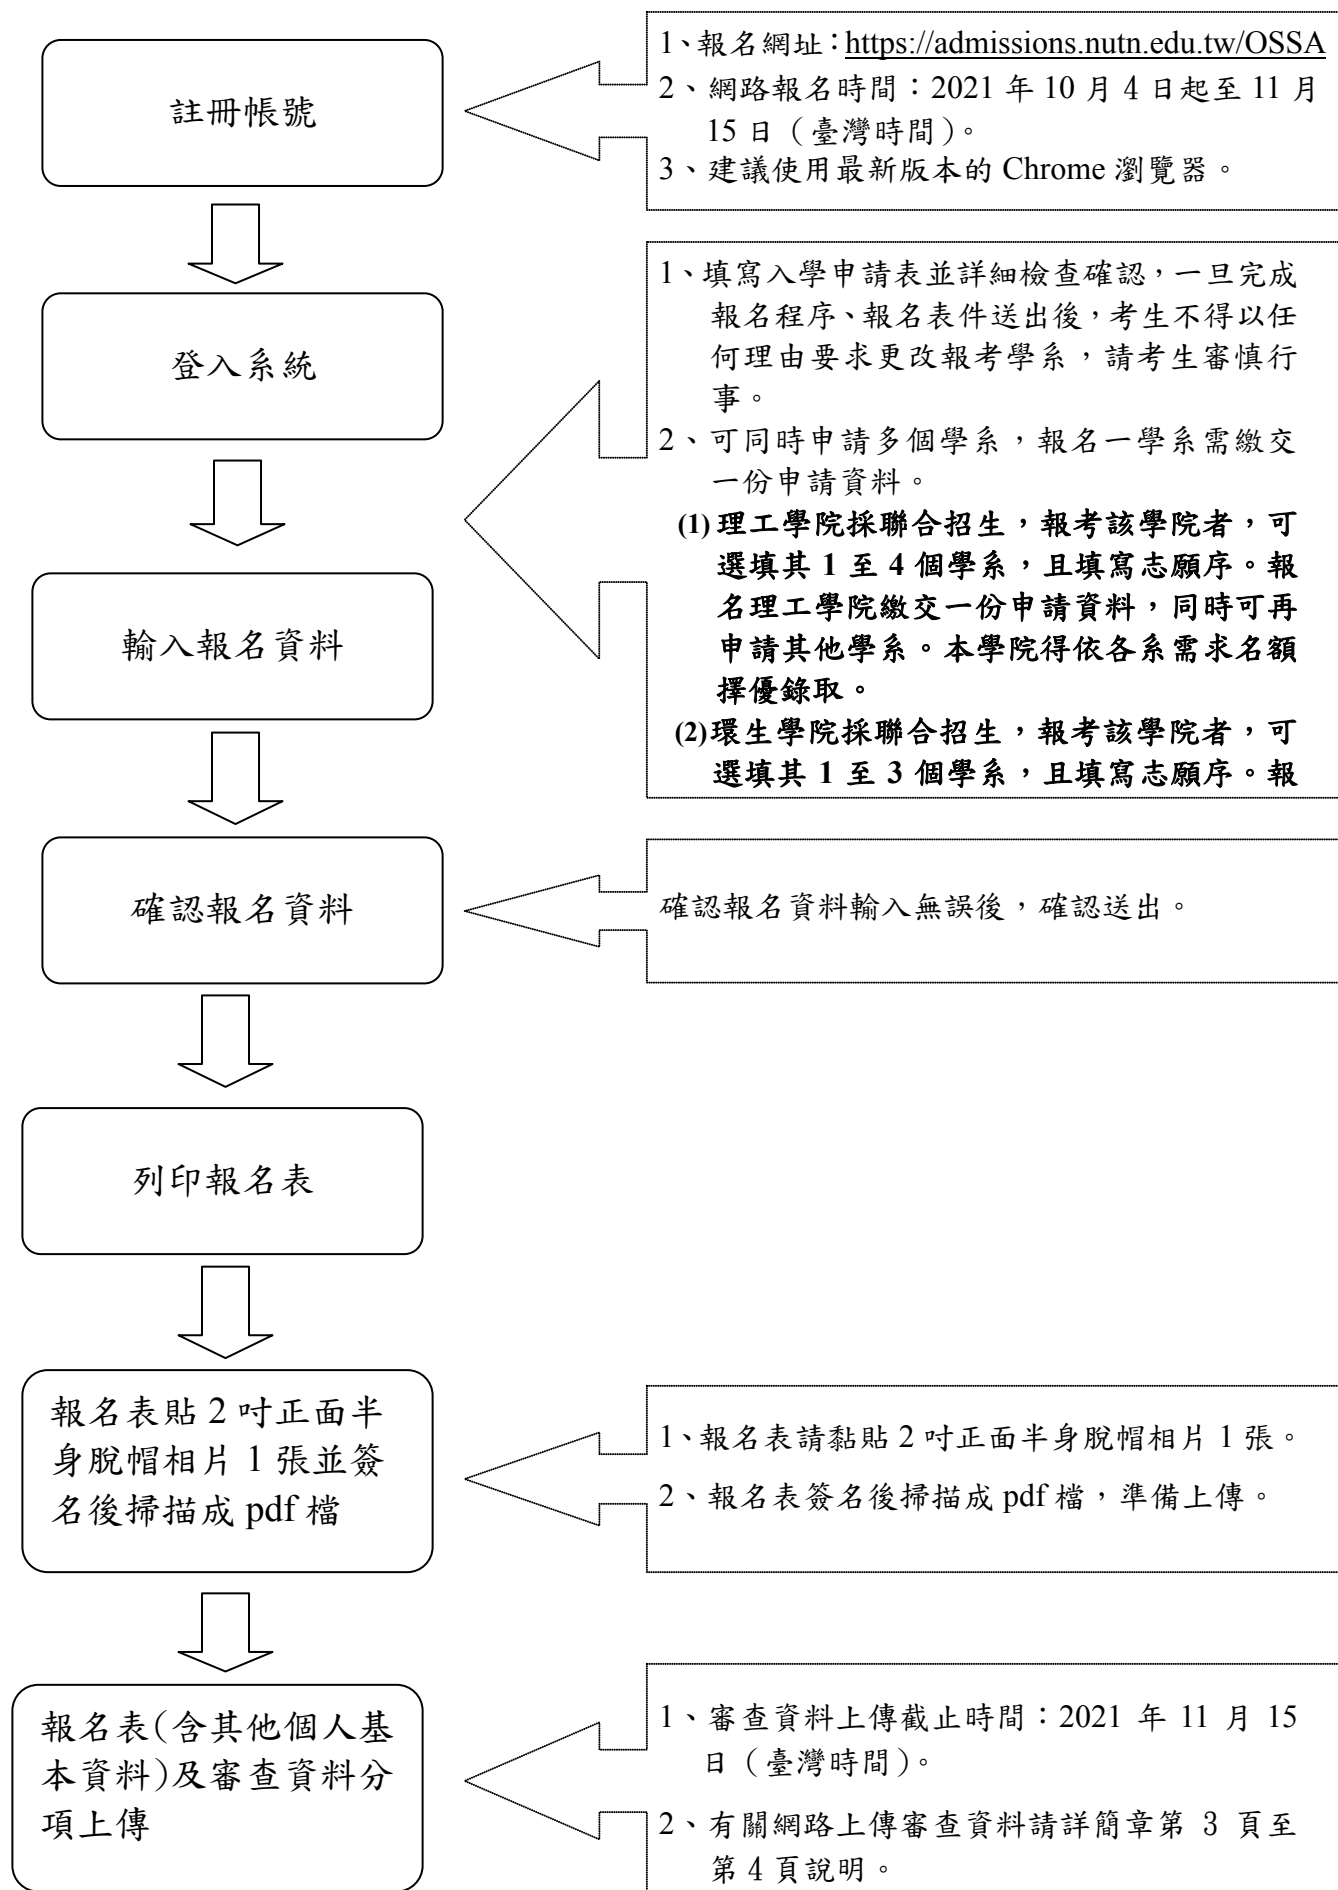 註冊帳號
1、報名網址：https://admissions.nutn.edu.tw/OSSA
2、網路報名時間：2021 年 10 月 4 日起至 11 月
15 日（臺灣時間）。
3、建議使用最新版本的 Chrome 瀏覽器。
登入系統
1、填寫入學申請表並詳細檢查確認，一旦完成
報名程序、報名表件送出後，考生不得以任
何理由要求更改報考學系，請考生審慎行
事。
2、可同時申請多個學系，報名一學系需繳交
一份申請資料。
(1)理工學院採聯合招生，報考該學院者，可
選填其 1 至 4 個學系，且填寫志願序。報
名理工學院繳交一份申請資料，同時可再
申請其他學系。本學院得依各系需求名額
擇優錄取。
(2)環生學院採聯合招生，報考該學院者，可
選填其 1 至 3 個學系，且填寫志願序。報
輸入報名資料
確認報名資料
確認報名資料輸入無誤後，確認送出。
列印報名表
報名表貼 2 吋正面半
身脫帽相片 1 張並簽
名後掃描成 pdf 檔
1、報名表請黏貼 2 吋正面半身脫帽相片 1 張。
2、報名表簽名後掃描成 pdf 檔，準備上傳。
報名表(含其他個人基
本資料)及審查資料分
項上傳
1、審查資料上傳截止時間：2021 年 11 月 15
日（臺灣時間）。
2、有關網路上傳審查資料請詳簡章第 3 頁至
第 4 頁說明。